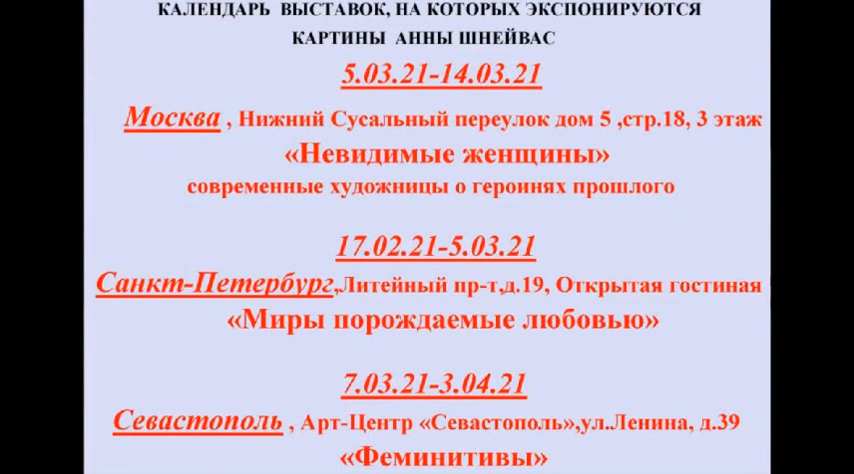 КАЛЕНДАРЬ ВЫСТАВОК, НА КОТОРЫХ ЭКСПОНИРУЮТСЯ
КАРТИНЫ АННЫ ШНЕЙВАС
5.03.21-14.03.21
Москва , Нижний Сусальный переулок дом 5 ,стр.18, 3 этаж
«Невидимые женщины»
современные художницы о героинях прошлого
17.02.21-5.03.21
Санкт-Петербург,Литейный пр-т,д.19, Открытая гостиная
«Миры порождаемые любовью»
7.03.21-3.04.21
Севастополь , Арт-Центр «Севастополь»,ул.Ленина, д.39
«Феминитивы»